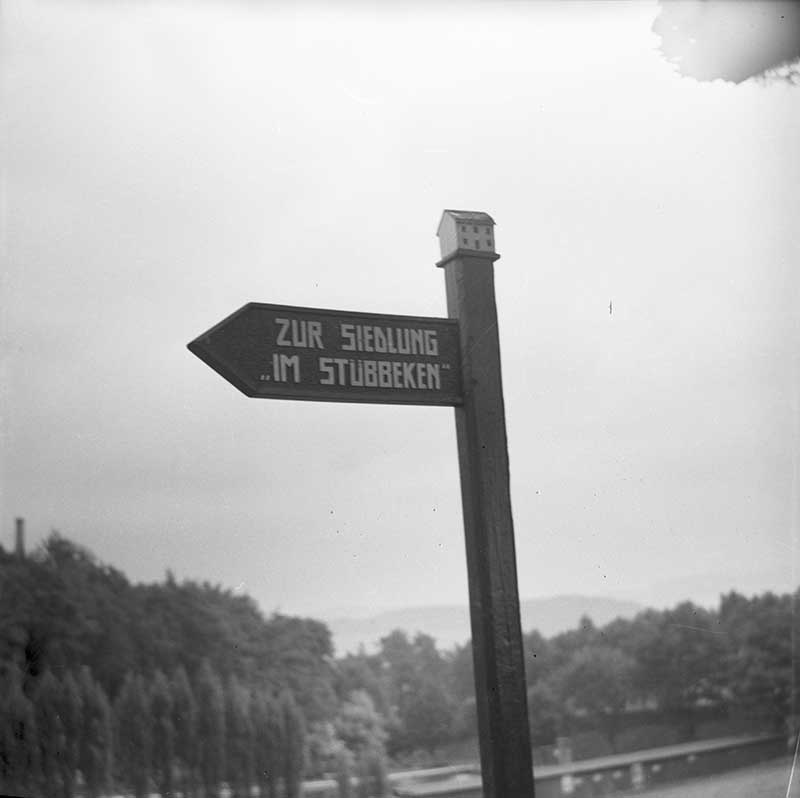 ZUR SIEDLUNG
„IM STÜBBEKEN“